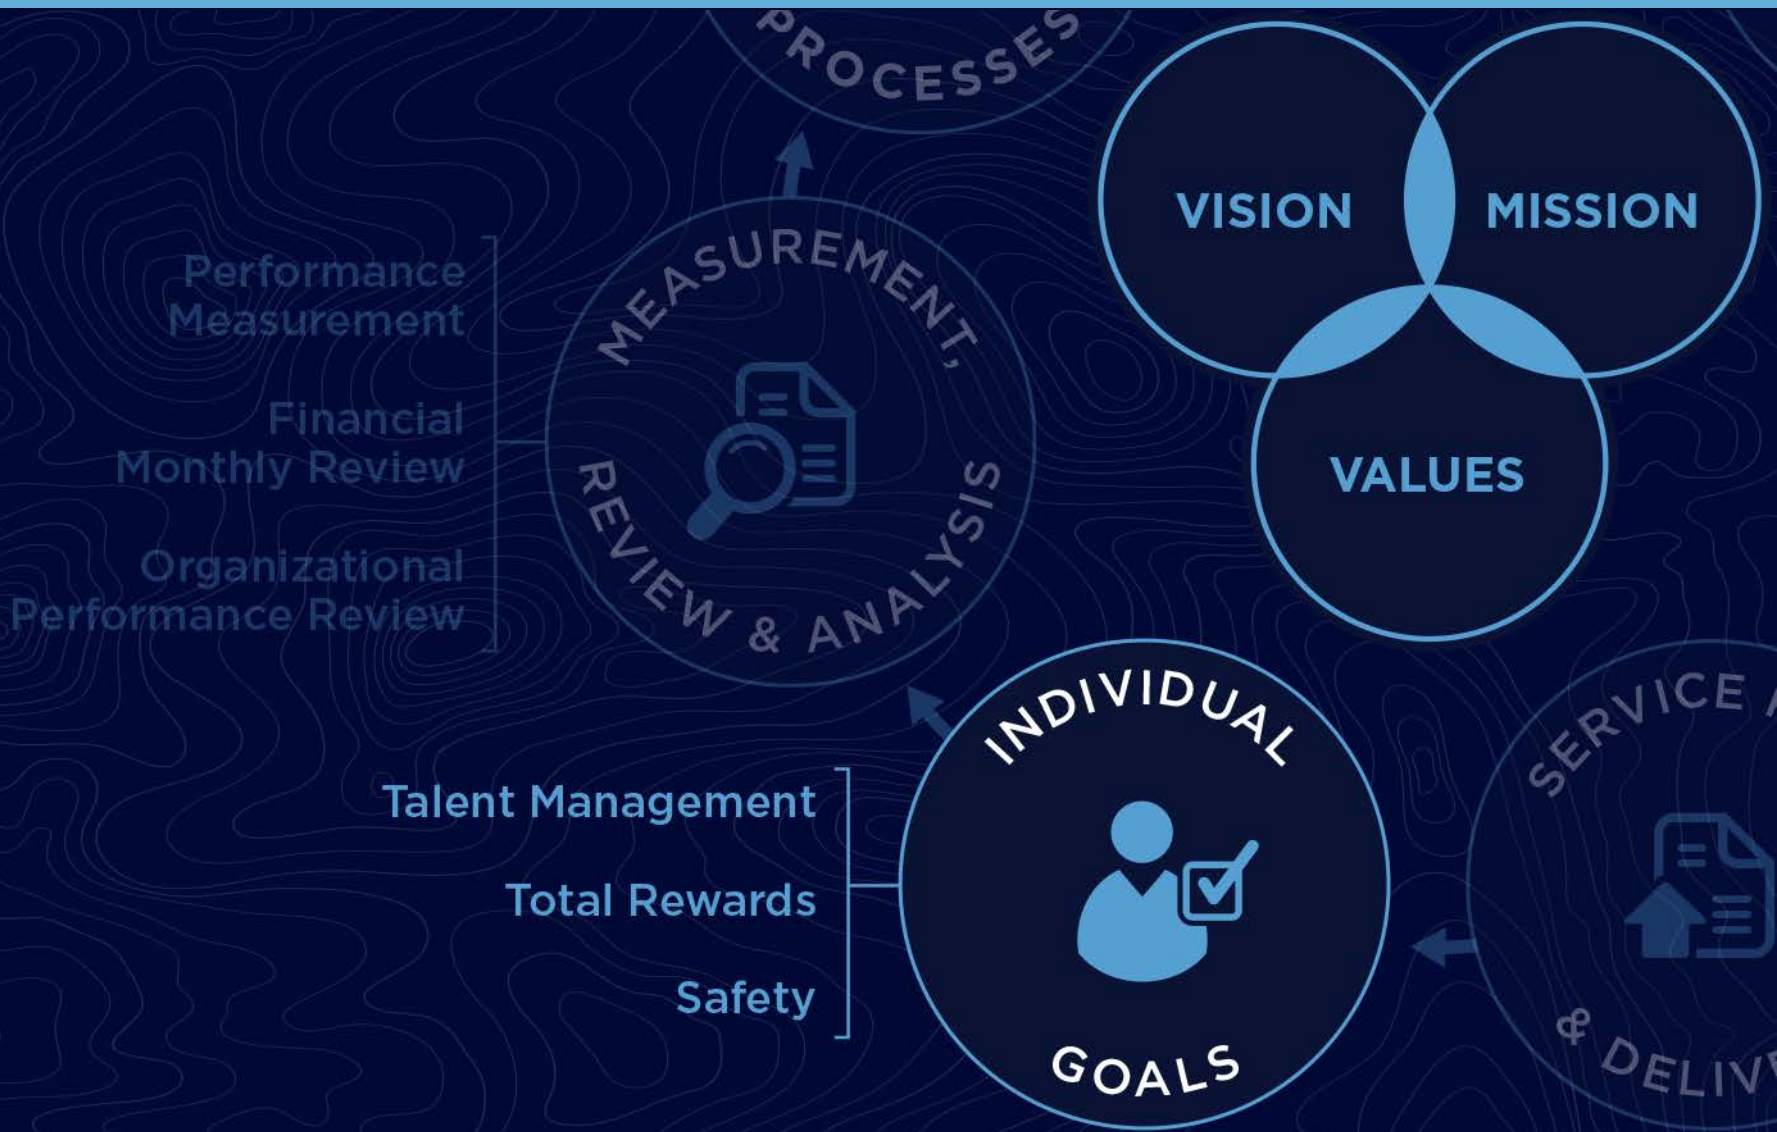 PROCESSES
VISION
MISSION
VALUES
MEASUREMENT,
REVIEW & ANALYSIS
Performance
Measurement
Financial
Monthly Review
Organizational
Performance Review
INDIVIDUAL
GOALS
Talent Management
Total Rewards
Safety
SERVICE
&